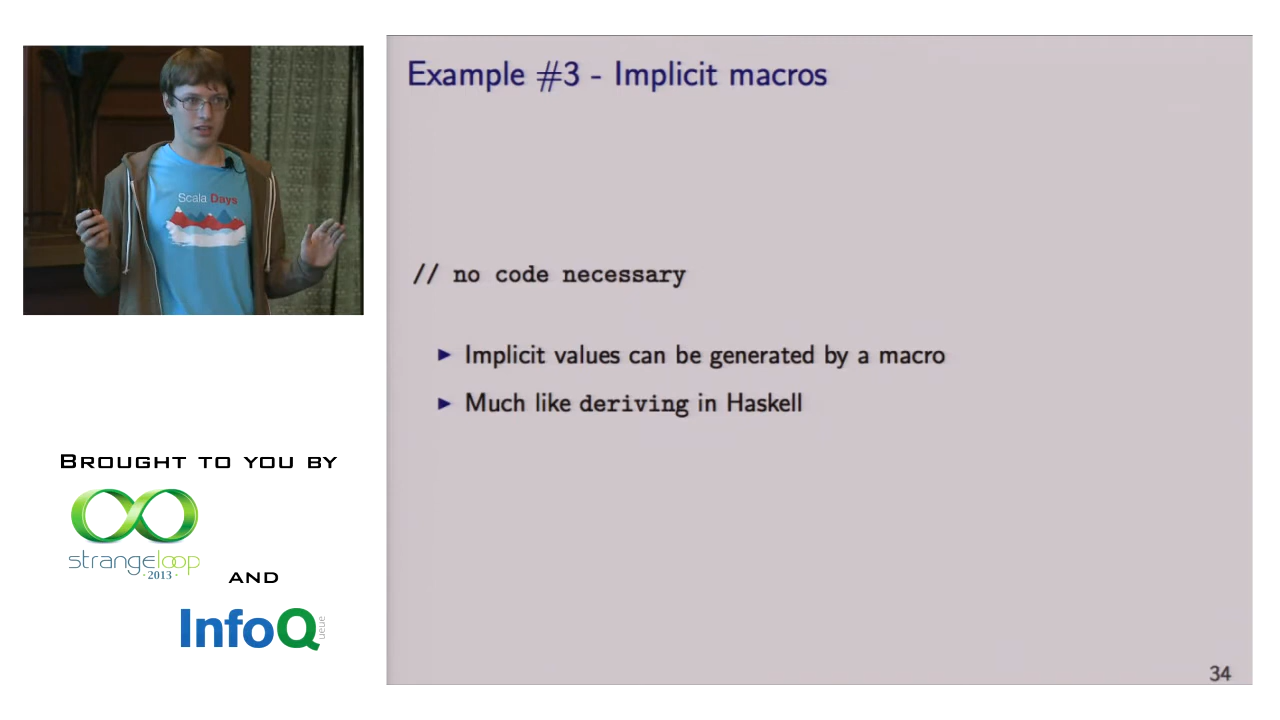 Scala Days
Example #3 - Implicit macros
// no code necessary
Implicit values can be generated by a macro
Much like deriving in Haskell
34
BROUGHT TO YOU BY
strangeloop
·2013·
AND
InfoQ
queue